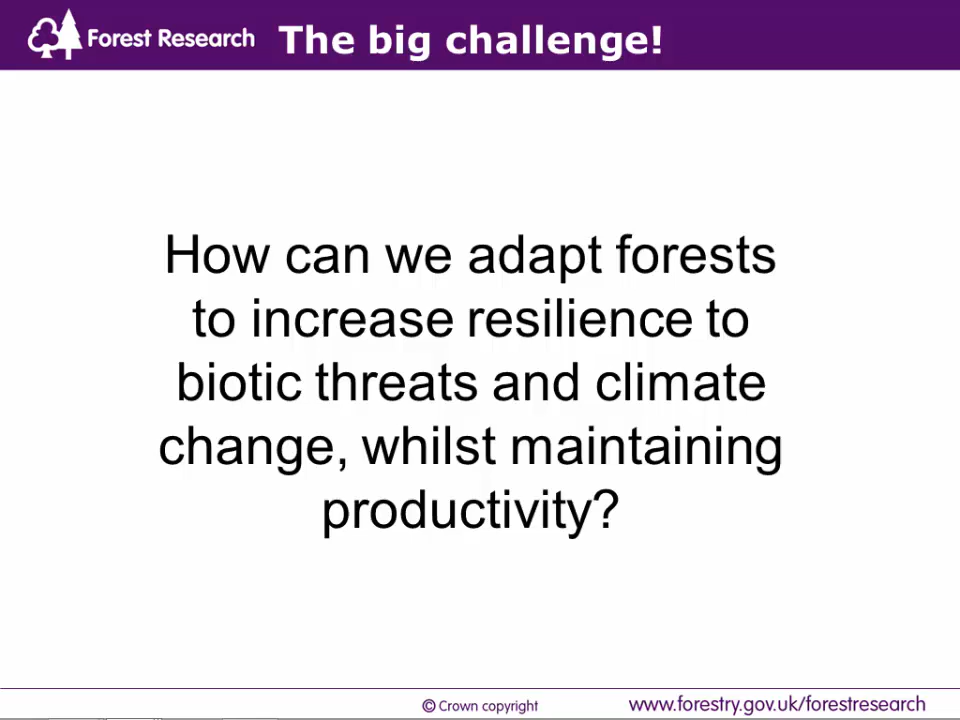 Forest Research The big challenge!
How can we adapt forests
to increase resilience to
biotic threats and climate
change, whilst maintaining
productivity?
© Crown copyright www.forestry.gov.uk/forestresearch